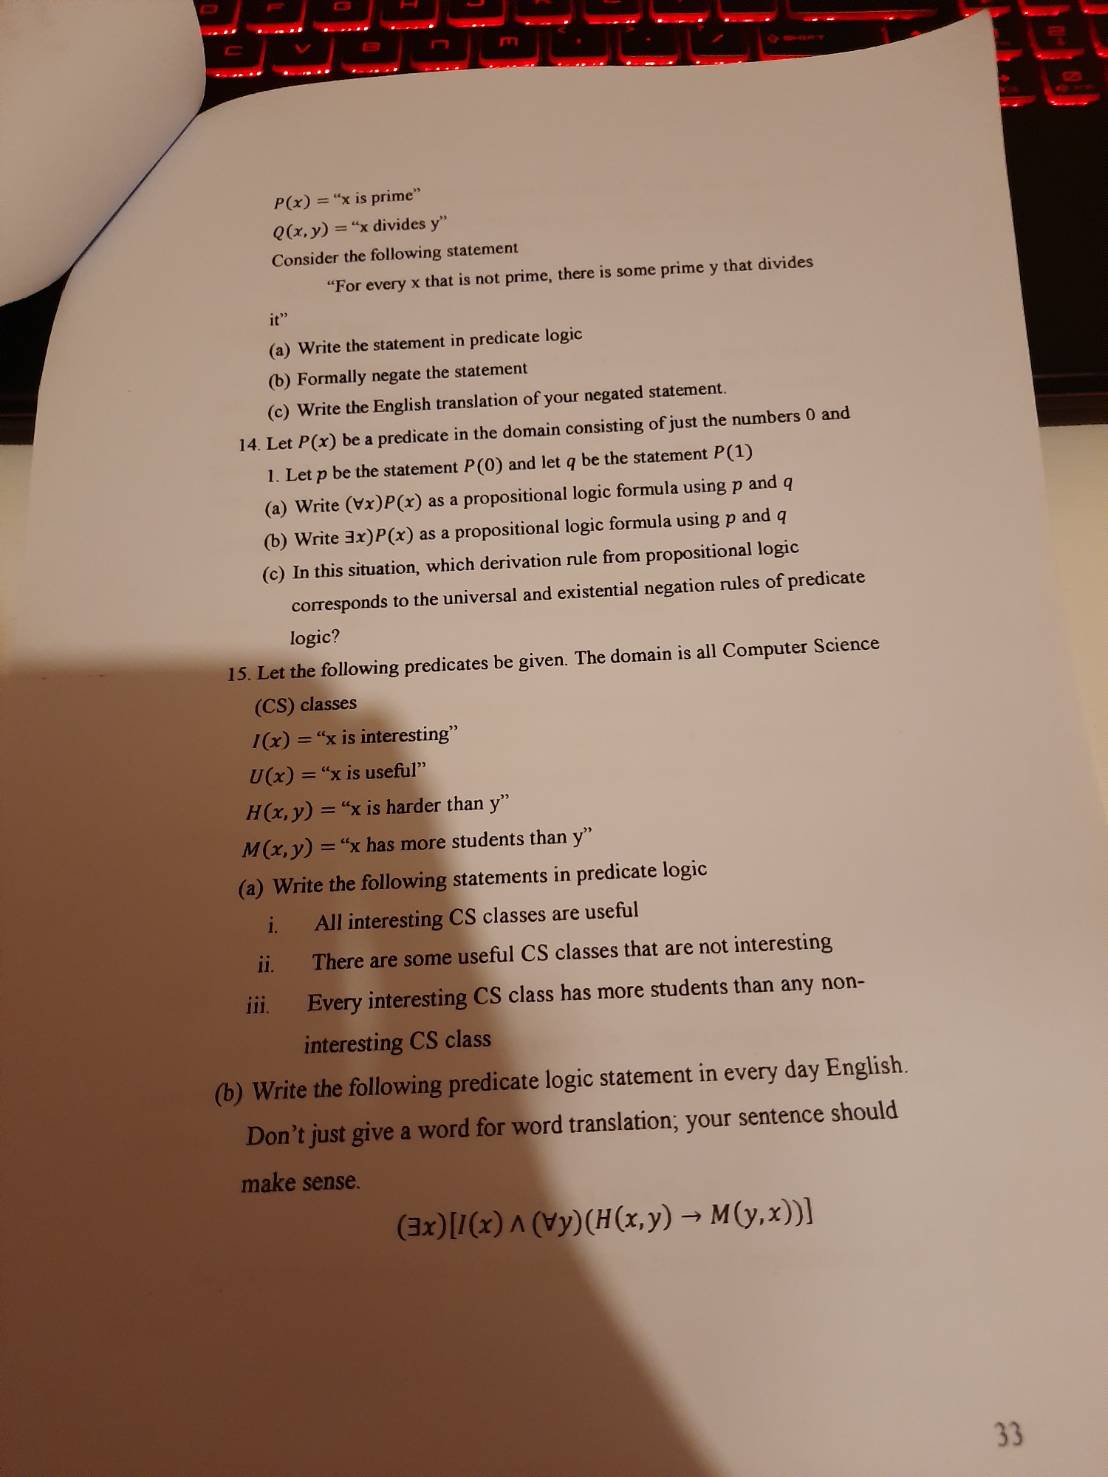 C V B n m
SHIFT
P(x) = “x is prime”
Q(x, y) = “x divides y”
Consider the following statement
“For every x that is not prime, there is some prime y that divides
it”
(a) Write the statement in predicate logic
(b) Formally negate the statement
(c) Write the English translation of your negated statement.
14. Let P(x) be a predicate in the domain consisting of just the numbers 0 and
1. Let p be the statement P(0) and let q be the statement P(1)
(a) Write (∀x)P(x) as a propositional logic formula using p and q
(b) Write ∃x)P(x) as a propositional logic formula using p and q
(c) In this situation, which derivation rule from propositional logic
corresponds to the universal and existential negation rules of predicate
logic?
15. Let the following predicates be given. The domain is all Computer Science
(CS) classes
I(x) = “x is interesting”
U(x) = “x is useful”
H(x, y) = “x is harder than y”
M(x, y) = “x has more students than y”
(a) Write the following statements in predicate logic
i. All interesting CS classes are useful
ii. There are some useful CS classes that are not interesting
iii. Every interesting CS class has more students than any non-
interesting CS class
(b) Write the following predicate logic statement in every day English.
Don’t just give a word for word translation; your sentence should
make sense.
(∃x)[I(x) ∧ (∀y)(H(x, y) → M(y, x))]
33